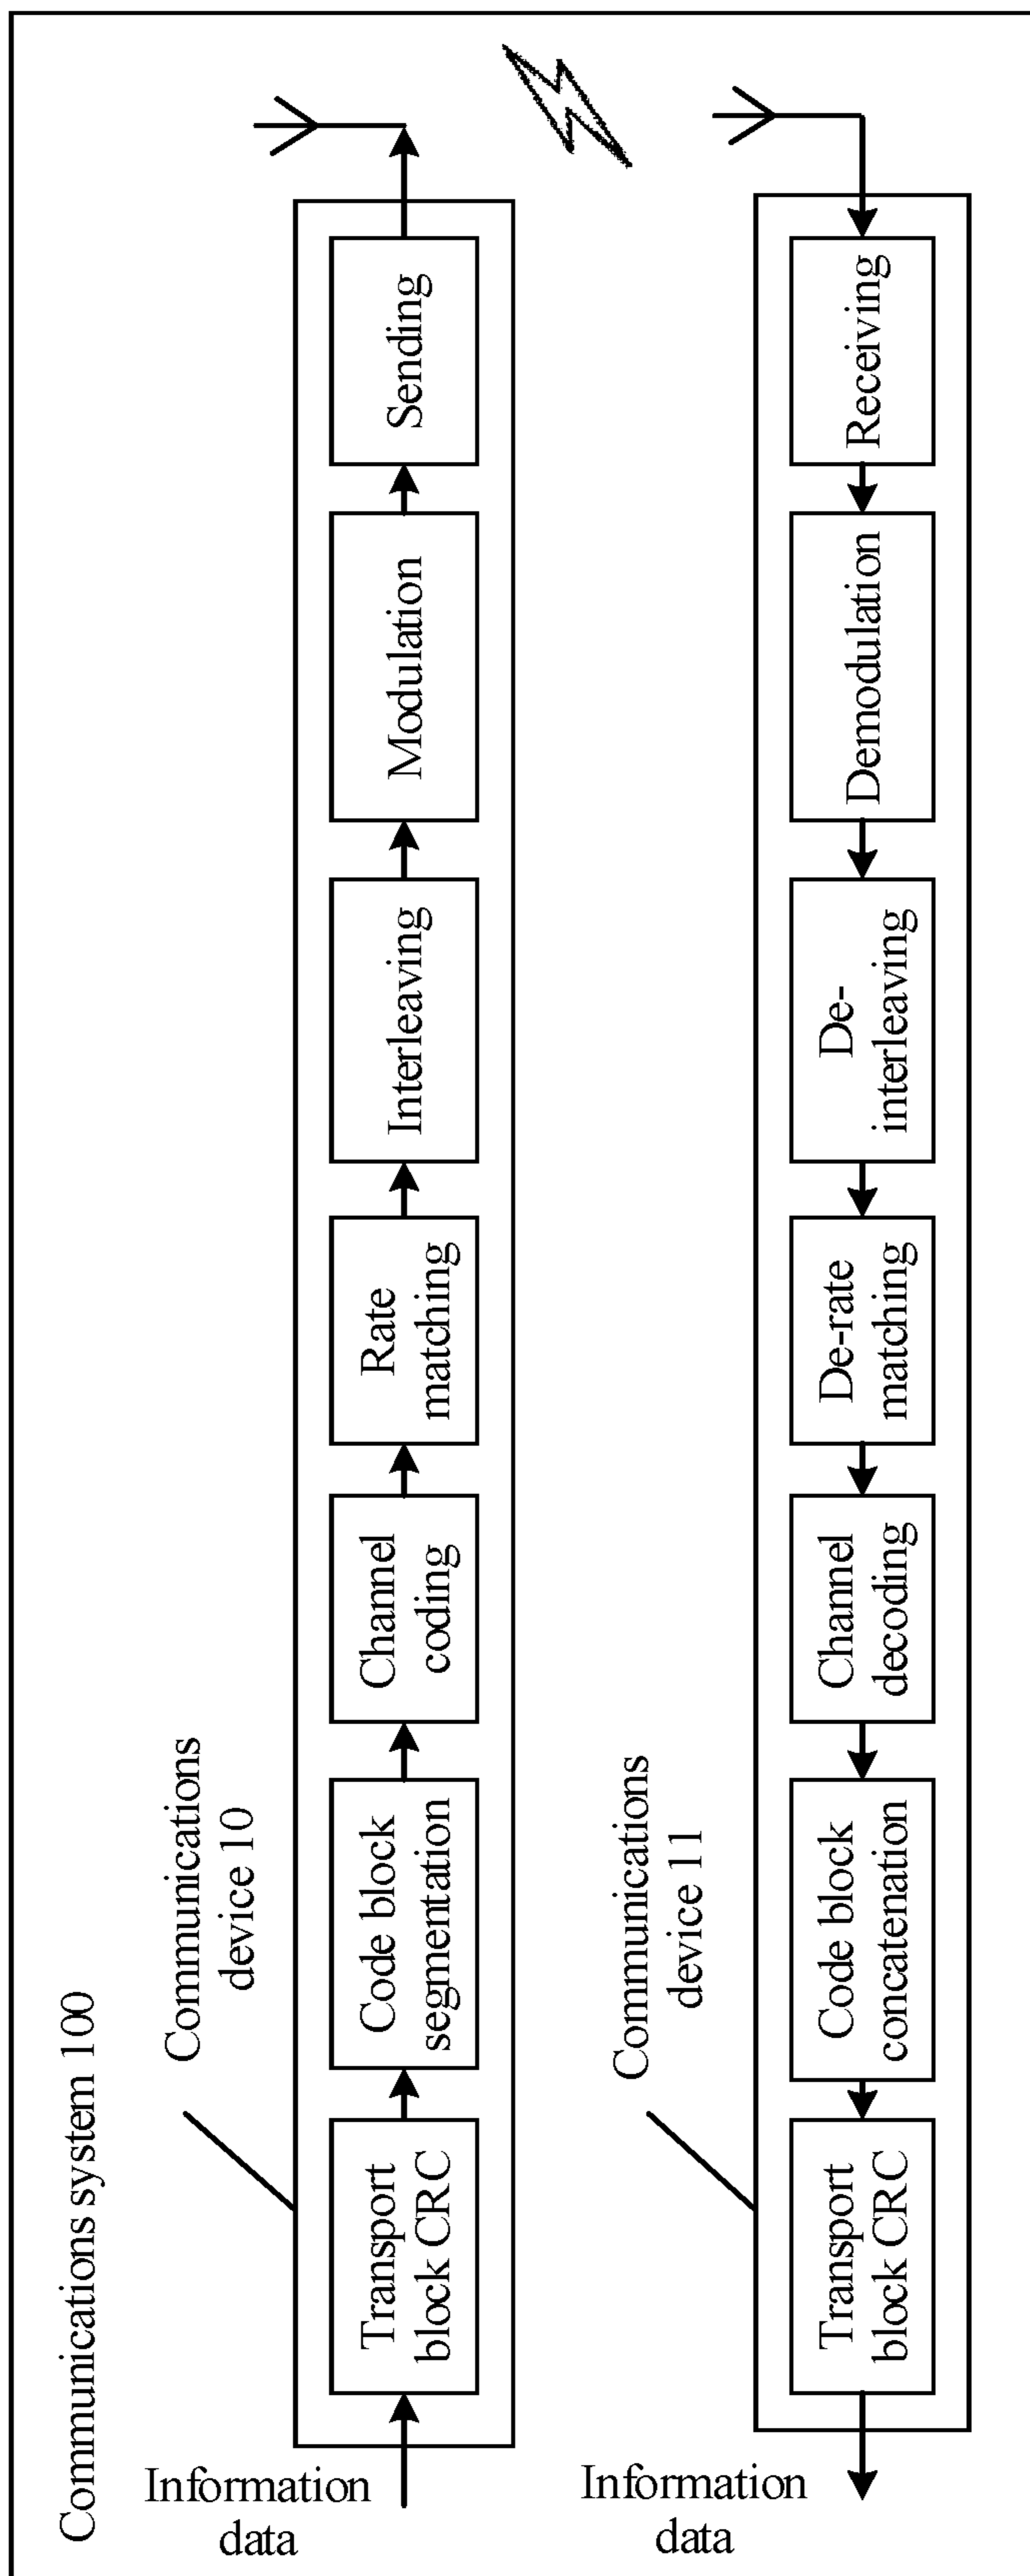 Communications system 100
Communications
device 10
Information
data
Transport
block CRC
Code block
segmentation
Channel
coding
Rate
matching
Interleaving
Modulation
Sending
Communications
device 11
Information
data
Transport
block CRC
Code block
concatenation
Channel
decoding
De-rate
matching
De-
interleaving
Demodulation
Receiving